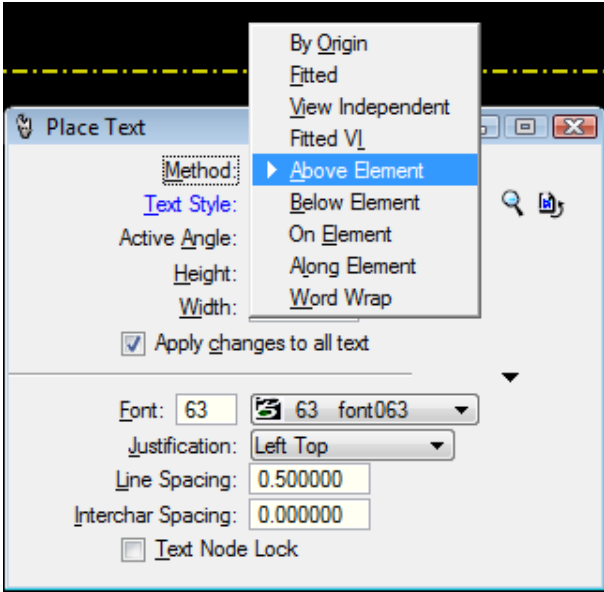 By Origin
Fitted
View Independent
Fitted VI
Above Element
Below Element
On Element
Along Element
Word Wrap
Place Text
Method:
Text Style:
Active Angle:
Height:
Width:
Apply changes to all text
Font: 63 63 font063
Justification: Left Top
Line Spacing: 0.500000
Interchar Spacing: 0.000000
Text Node Lock